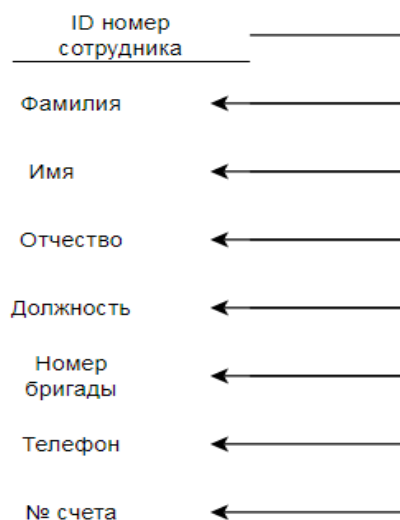 ID номер
сотрудника
Фамилия
Имя
Отчество
Должность
Номер
бригады
Телефон
№ счета